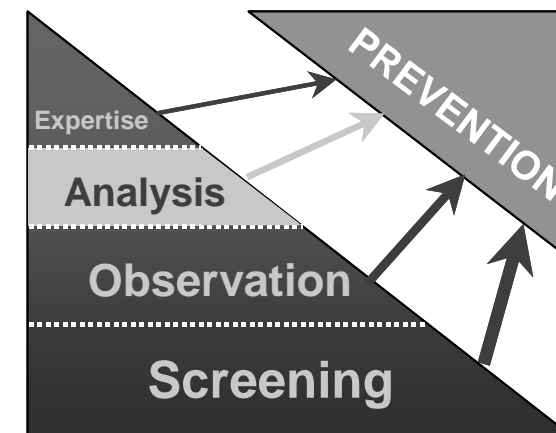 PREVENTION
Expertise
Analysis
Observation
Screening